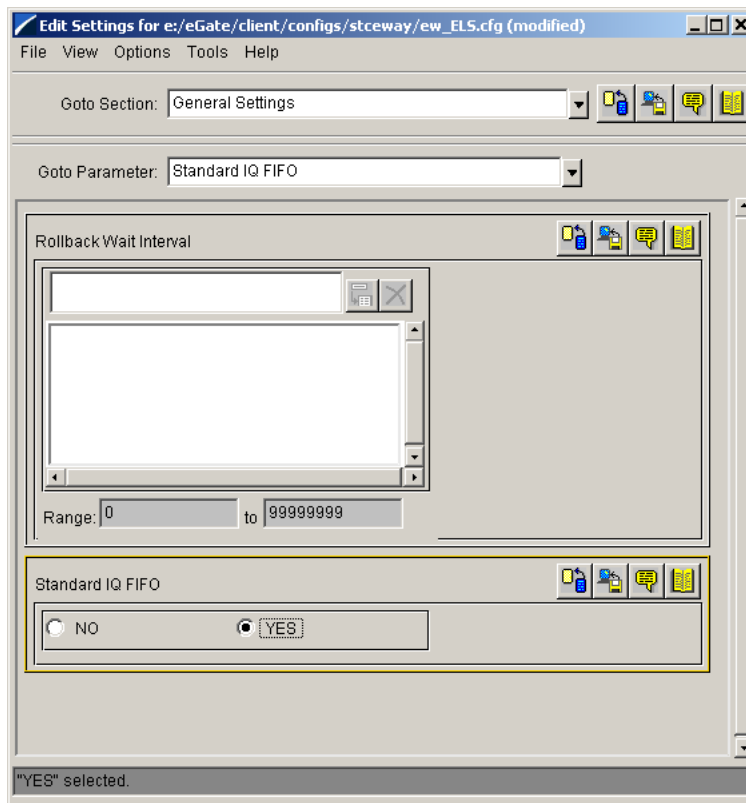 Edit Settings for e:/eGate/client/configs/stceway/ew_ELS.cfg (modified)
File View Options Tools Help
Goto Section: General Settings
Goto Parameter: Standard IQ FIFO
Rollback Wait Interval
Range: 0 to 99999999
Standard IQ FIFO
NO YES
"YES" selected.